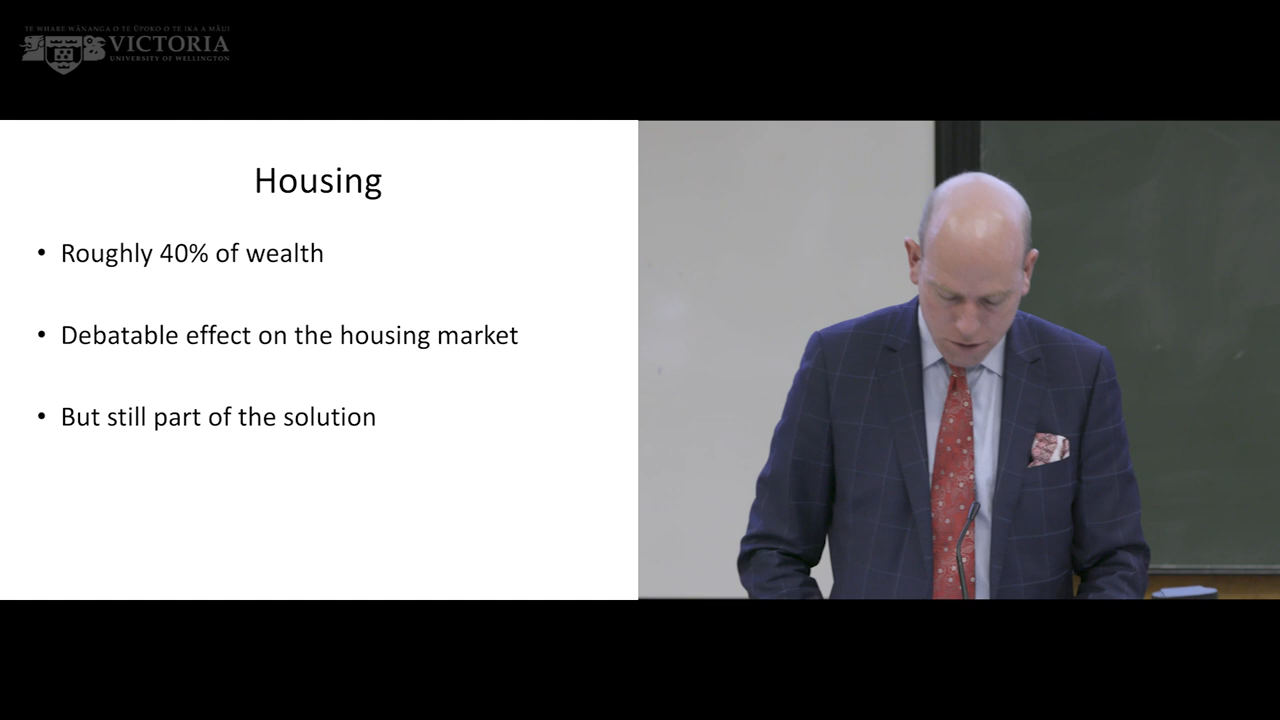 TE WHARE WĀNANGA O TE ŪPOKO O TE IKA A MĀUI
VICTORIA
UNIVERSITY OF WELLINGTON
Housing
• Roughly 40% of wealth
• Debatable effect on the housing market
• But still part of the solution